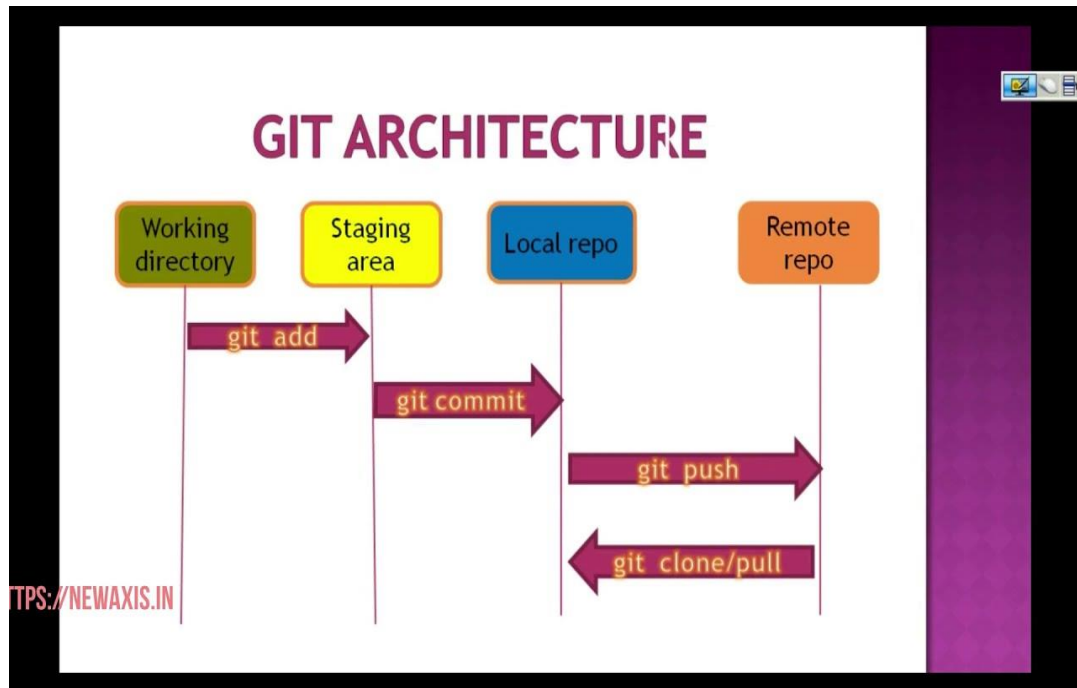 GIT ARCHITECTURE
Working
directory
Staging
area
Local repo
Remote
repo
git add
git commit
git push
git clone/pull
TTPS://NEWAXIS.IN